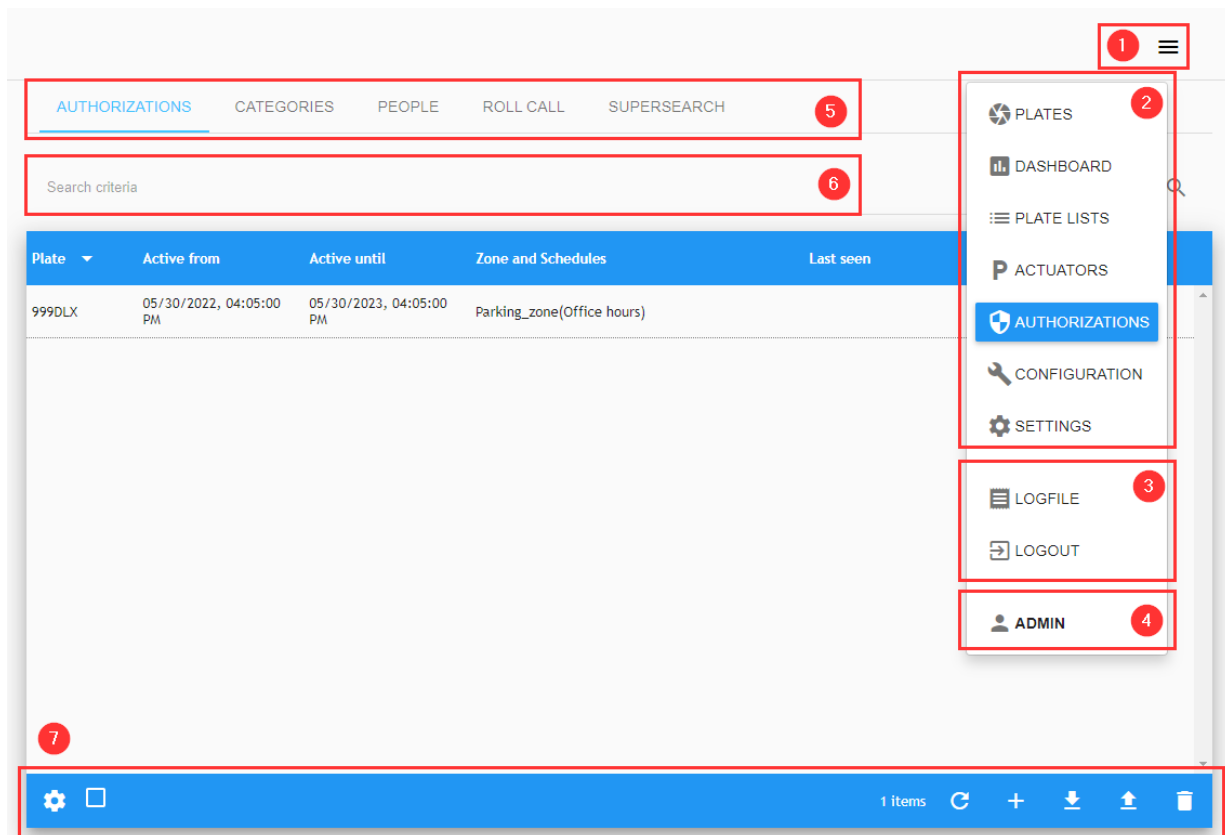 1
AUTHORIZATIONS CATEGORIES PEOPLE ROLL CALL SUPERSEARCH 5
Search criteria 6
2
PLATES
DASHBOARD
PLATE LISTS
ACTUATORS
AUTHORIZATIONS
CONFIGURATION
SETTINGS
3
LOGFILE
LOGOUT
ADMIN 4
Plate Active from Active until Zone and Schedules Last seen
999DLX 05/30/2022, 04:05:00 PM 05/30/2023, 04:05:00 PM Parking_zone(Office hours)
7
1 items